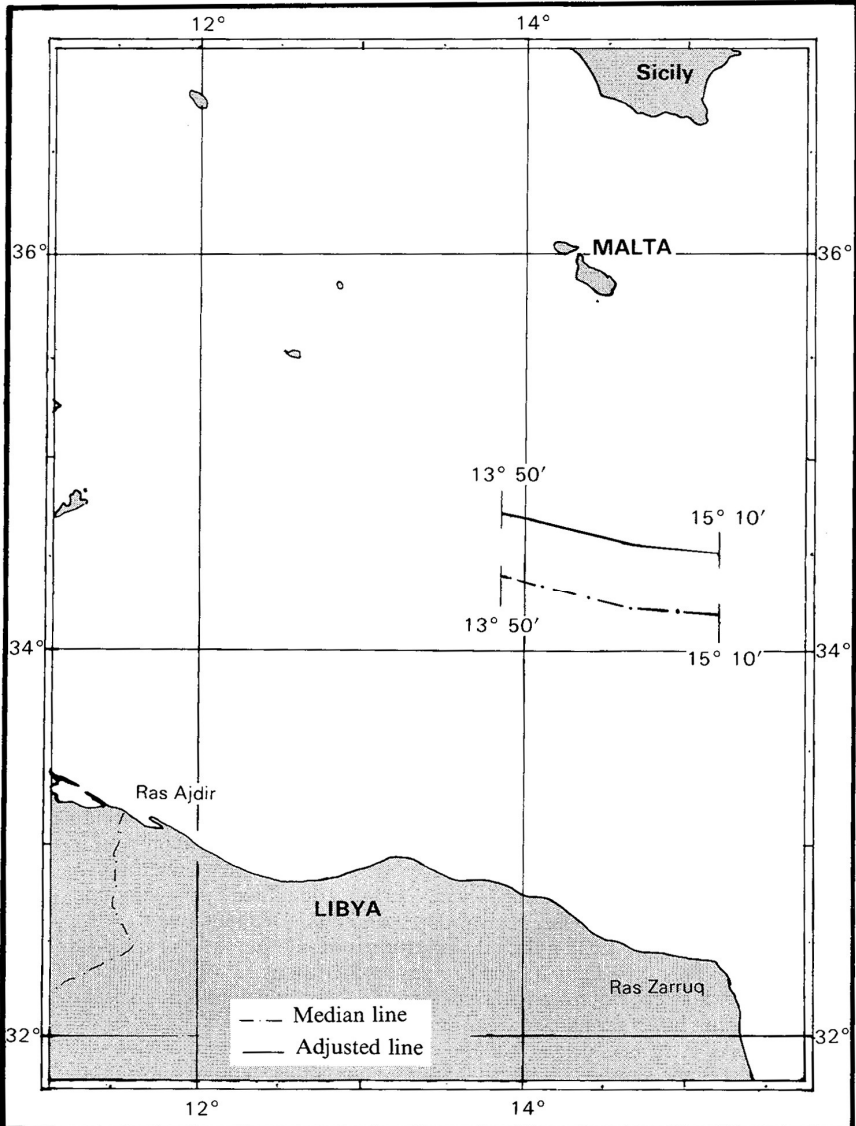 12° 14°
Sicily
36° MALTA 36°
13° 50′
15° 10′
13° 50′
34° 15° 10′ 34°
Ras Ajdir
LIBYA
Ras Zarruq
32° –·– Median line 32°
— Adjusted line
12° 14°